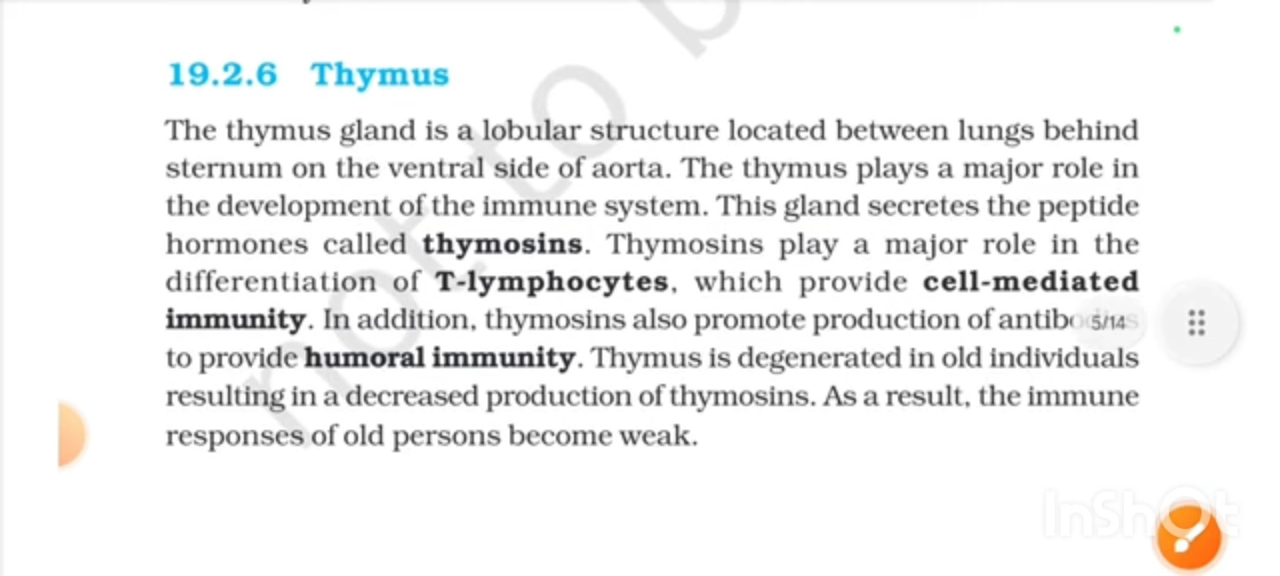 19.2.6 Thymus
The thymus gland is a lobular structure located between lungs behind
sternum on the ventral side of aorta. The thymus plays a major role in
the development of the immune system. This gland secretes the peptide
hormones called thymosins. Thymosins play a major role in the
differentiation of T-lymphocytes, which provide cell-mediated
immunity. In addition, thymosins also promote production of antibodies
5/14
to provide humoral immunity. Thymus is degenerated in old individuals
resulting in a decreased production of thymosins. As a result, the immune
responses of old persons become weak.
not to b
InShOt